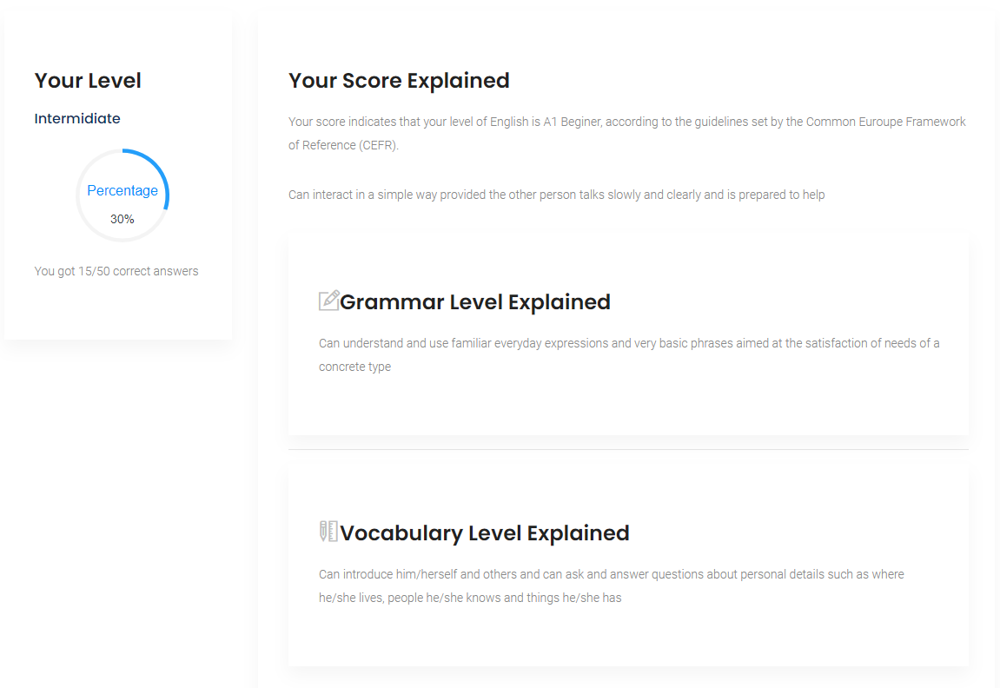 Your Level
Intermidiate
Percentage
30%
You got 15/50 correct answers
Your Score Explained
Your score indicates that your level of English is A1 Beginer, according to the guidelines set by the Common Euroupe Framework
of Reference (CEFR).
Can interact in a simple way provided the other person talks slowly and clearly and is prepared to help
Grammar Level Explained
Can understand and use familiar everyday expressions and very basic phrases aimed at the satisfaction of needs of a
concrete type
Vocabulary Level Explained
Can introduce him/herself and others and can ask and answer questions about personal details such as where
he/she lives, people he/she knows and things he/she has